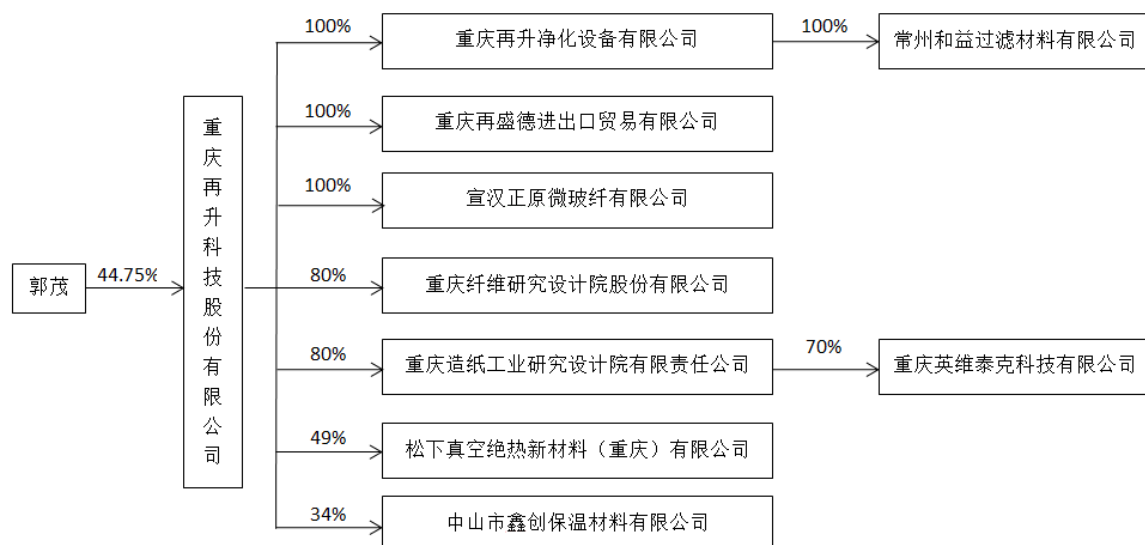 100%
重庆再升净化设备有限公司
100%
常州和益过滤材料有限公司
100%
重庆再盛德进出口贸易有限公司
100%
宣汉正原微玻纤有限公司
郭茂
44.75%
重庆再升科技股份有限公司
80%
重庆纤维研究设计院股份有限公司
80%
重庆造纸工业研究设计院有限责任公司
70%
重庆英维泰克科技有限公司
49%
松下真空绝热新材料（重庆）有限公司
34%
中山市鑫创保温材料有限公司